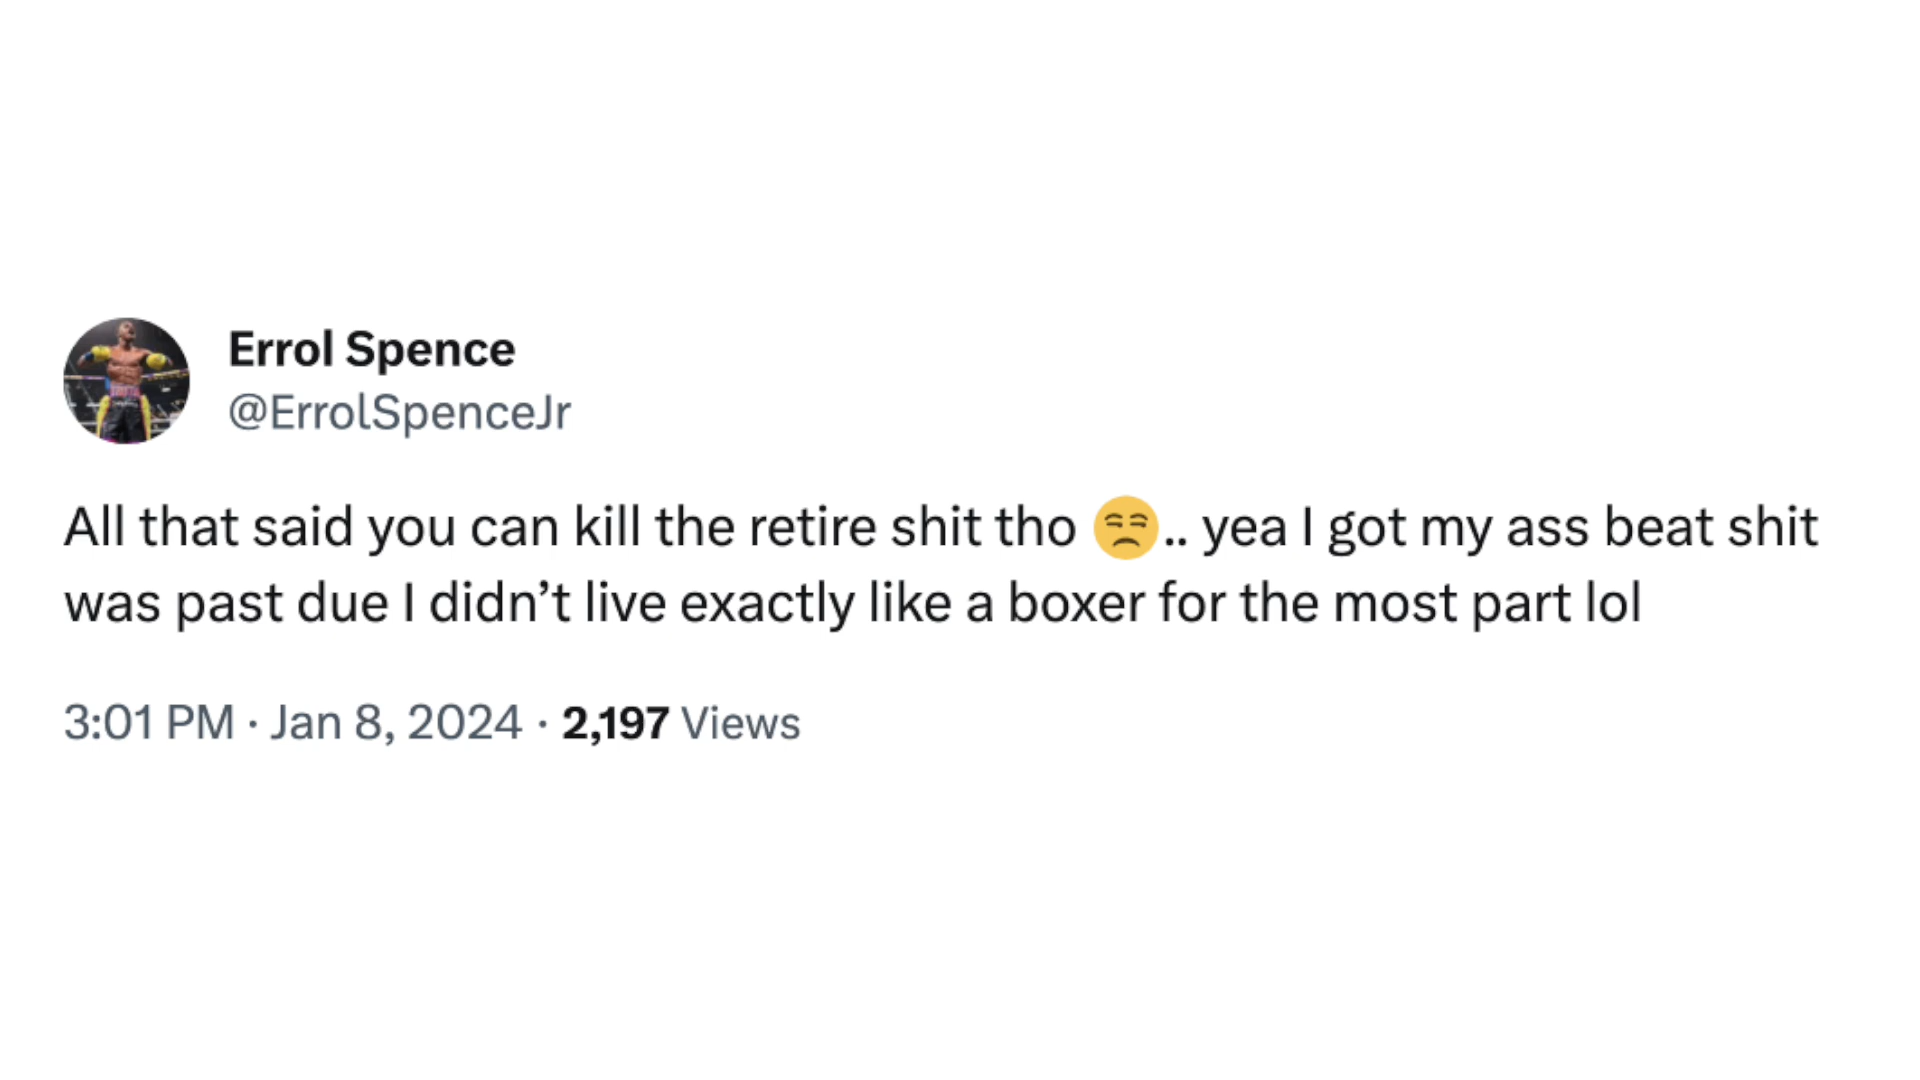 Errol Spence
@ErrolSpenceJr
All that said you can kill the retire shit tho 😒.. yea I got my ass beat shit
was past due I didn’t live exactly like a boxer for the most part lol
3:01 PM · Jan 8, 2024 · 2,197 Views